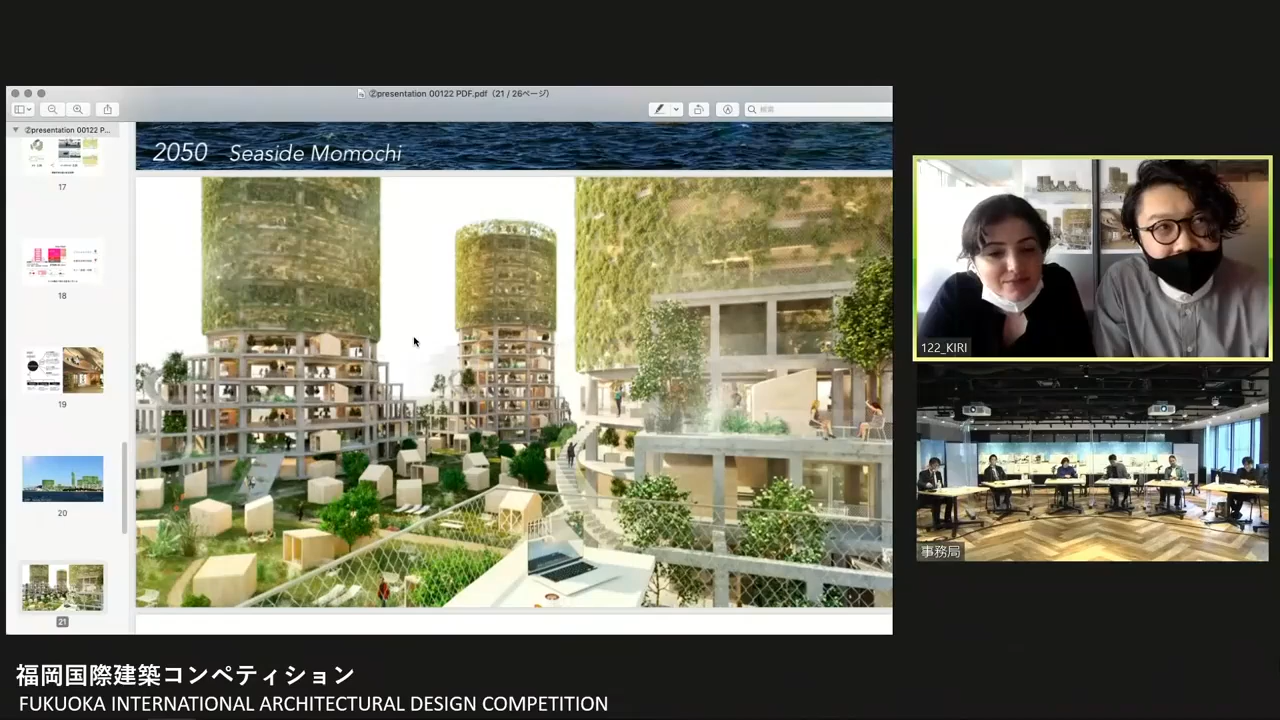 ②presentation 00122 PDF.pdf（21 / 26ページ）
検索
②presentation 00122 P...
17
18
19
20
21
2050 Seaside Momochi
122_KIRI
事務局
福岡国際建築コンペティション
FUKUOKA INTERNATIONAL ARCHITECTURAL DESIGN COMPETITION